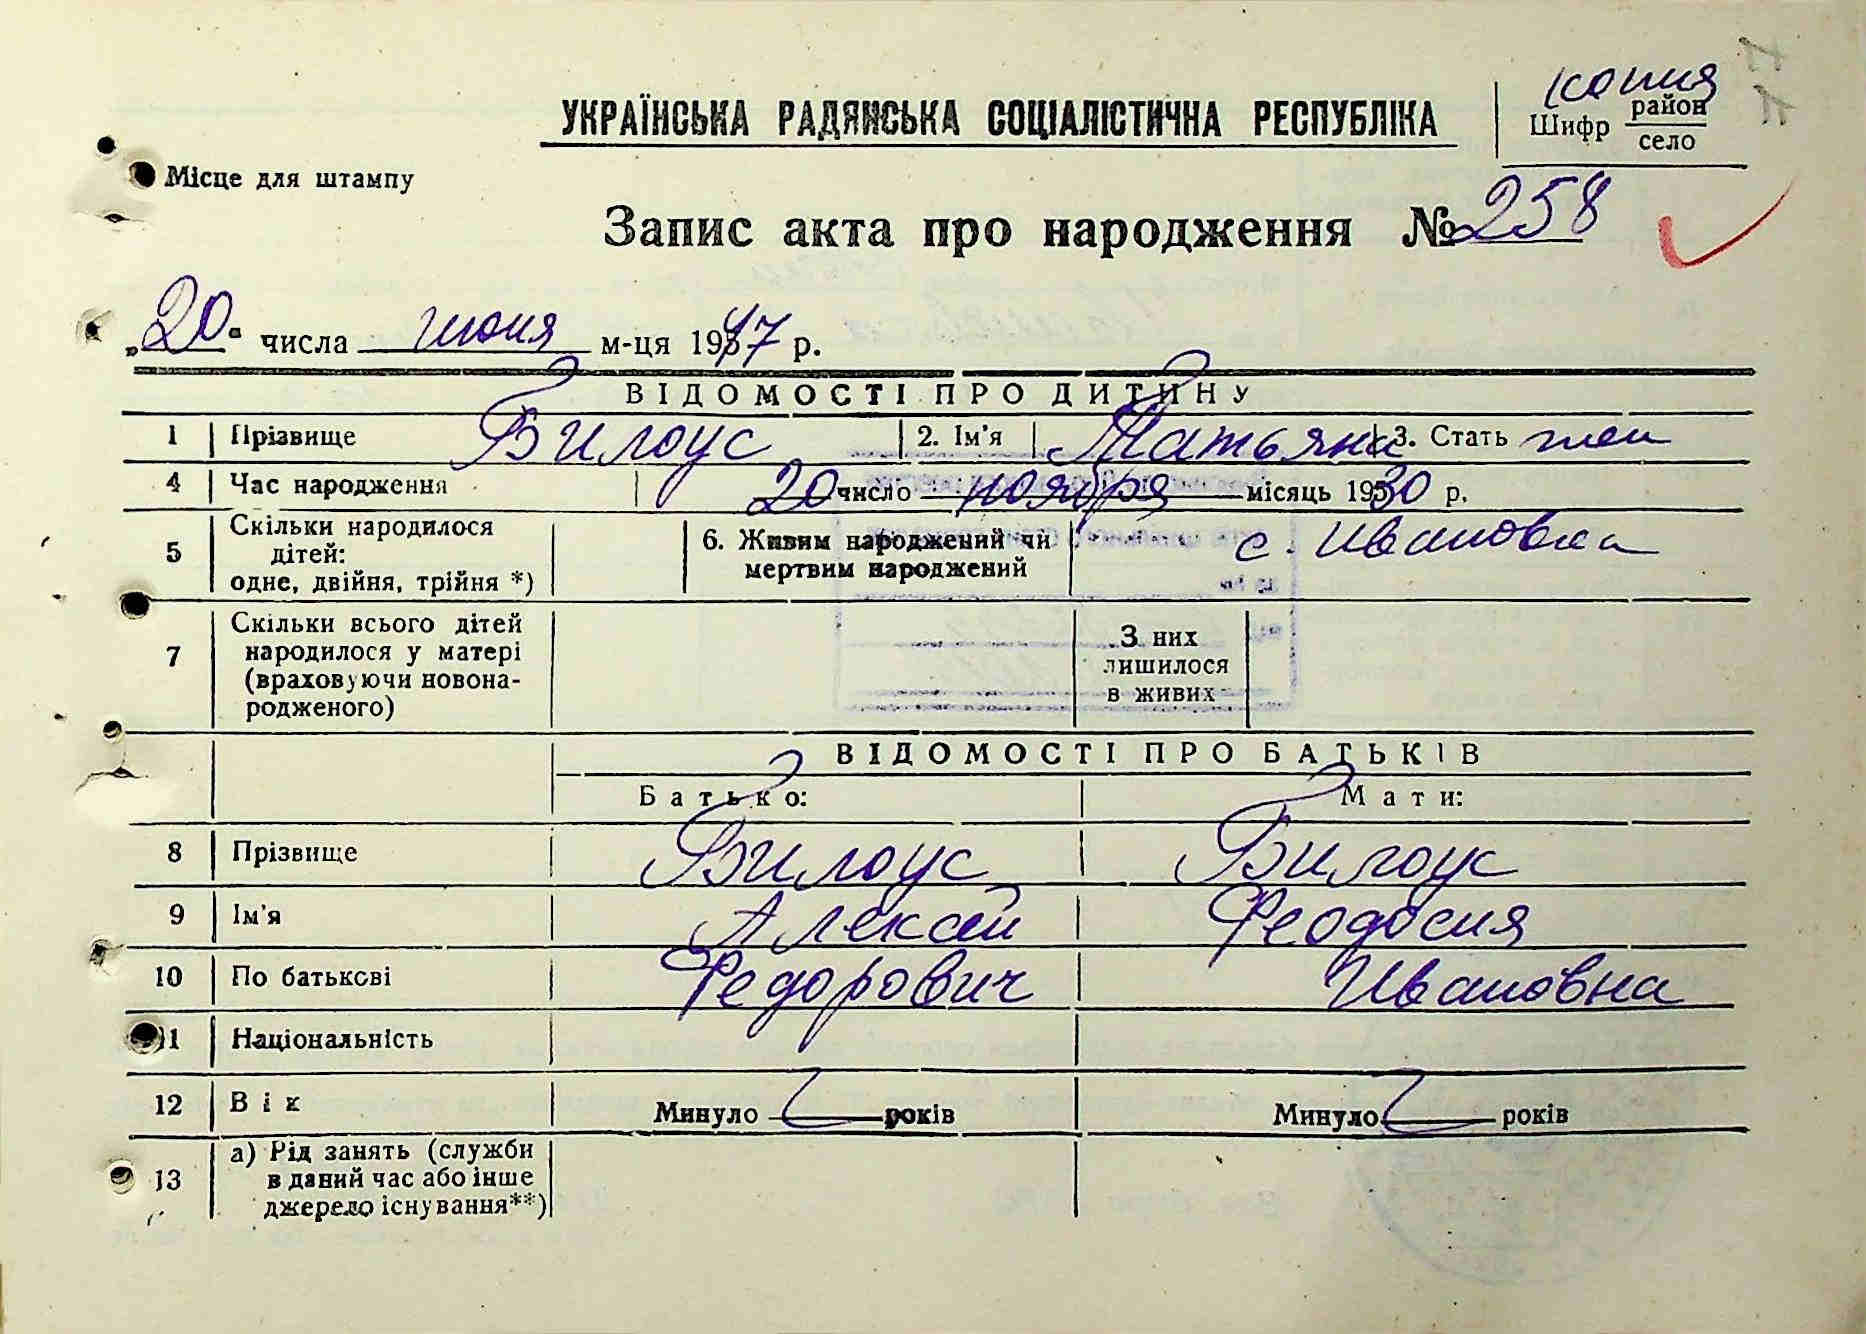 УКРАЇНСЬКА РАДЯНСЬКА СОЦІАЛІСТИЧНА РЕСПУБЛІКА
копия
Шифр район
село
Місце для штампу
Запис акта про народження № 258
„20“ числа июня м-ця 1947 р.
ВІДОМОСТІ ПРО ДИТИНУ
1 Прізвище Билоус 2. Ім'я Татьяна 3. Стать жен
4 Час народження 20 число ноября місяць 1930 р.
5 Скільки народилося дітей: одне, двійня, трійня *) 6. Живим народжений чи мертвим народжений с. Ивановка
7 Скільки всього дітей народилося у матері (враховуючи новонародженого) З них лишилося в живих
ВІДОМОСТІ ПРО БАТЬКІВ
Батько: Мати:
8 Прізвище Билоус Билоус
9 Ім'я Алексей Феодосия
10 По батькові Федорович Ивановна
11 Національність
12 Вік Минуло років Минуло років
13 а) Рід занять (служби в даний час або інше джерело існування**)